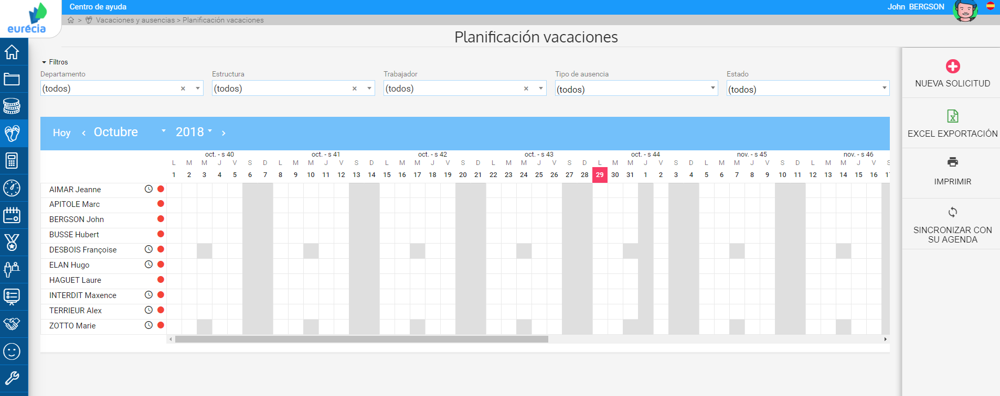 eurécia
Centro de ayuda
John BERGSON
> Vacaciones y ausencias > Planificación vacaciones
Planificación vacaciones
Filtros
Departamento Estructura Trabajador Tipo de ausencia Estado
(todos) × (todos) × (todos) × (todos) (todos)
Hoy ‹ Octubre 2018 ›
oct. - s 40 oct. - s 41 oct. - s 42 oct. - s 43 oct. - s 44 nov. - s 45 nov. - s 46
L M M J V S D L M M J V S D L M M J V S D L M M J V S D L M M J V S D L M M J V S D L M M J V S
1 2 3 4 5 6 7 8 9 10 11 12 13 14 15 16 17 18 19 20 21 22 23 24 25 26 27 28 29 30 31 1 2 3 4 5 6 7 8 9 10 11 12 13 14 15 16
AIMAR Jeanne
APITOLE Marc
BERGSON John
BUSSE Hubert
DESBOIS Françoise
ELAN Hugo
HAGUET Laure
INTERDIT Maxence
TERRIEUR Alex
ZOTTO Marie
NUEVA SOLICITUD
EXCEL EXPORTACIÓN
IMPRIMIR
SINCRONIZAR CON
SU AGENDA